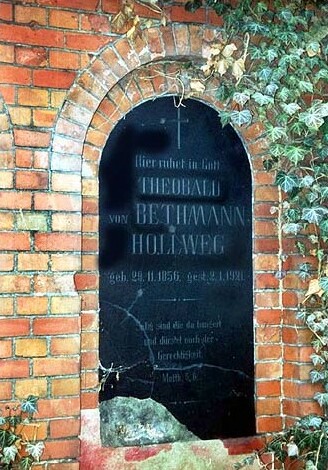 Hier ruhet in Gott
THEOBALD
VON BETHMANN
HOLLWEG
geb. 29. 11. 1856. gest. 2. 1. 1921.
sind die da hungert
und dürstet nach der
Gerechtigkeit
Matth. 5, 6.